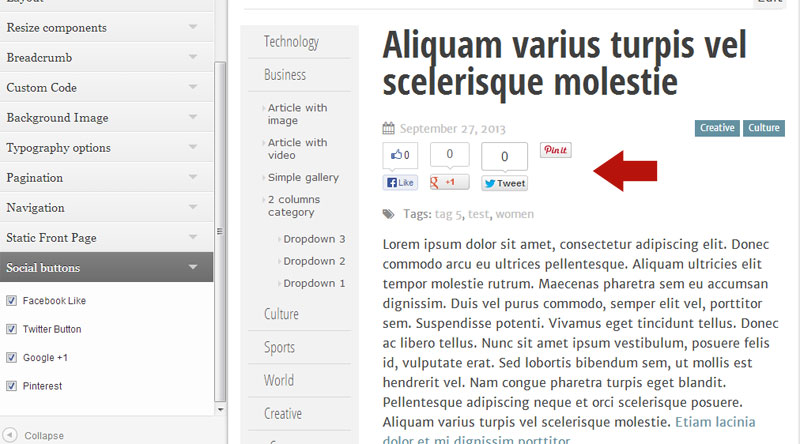 Layout
Resize components
Breadcrumb
Custom Code
Background Image
Typography options
Pagination
Navigation
Static Front Page
Social buttons
Facebook Like
Twitter Button
Google +1
Pinterest
Collapse
Technology
Business
Article with
image
Article with
video
Simple gallery
2 columns
category
Dropdown 3
Dropdown 2
Dropdown 1
Culture
Sports
World
Creative
Edit
Aliquam varius turpis vel
scelerisque molestie
September 27, 2013
Creative Culture
0 0 0 Pin it
Like +1 Tweet
Tags: tag 5, test, women
Lorem ipsum dolor sit amet, consectetur adipiscing elit. Donec
commodo arcu eu ultrices pellentesque. Aliquam ultricies elit
tempor molestie rutrum. Maecenas pharetra sem eu accumsan
dignissim. Duis vel purus commodo, semper elit vel, porttitor
sem. Suspendisse potenti. Vivamus eget tincidunt tellus. Donec
ac libero tellus. Nunc sit amet ipsum vestibulum, posuere felis
id, vulputate erat. Sed lobortis bibendum sem, ut mollis est
hendrerit vel. Nam congue pharetra turpis eget blandit.
Pellentesque adipiscing neque et orci scelerisque posuere.
Aliquam varius turpis vel scelerisque molestie. Etiam lacinia
dolor et mi dignissim porttitor.